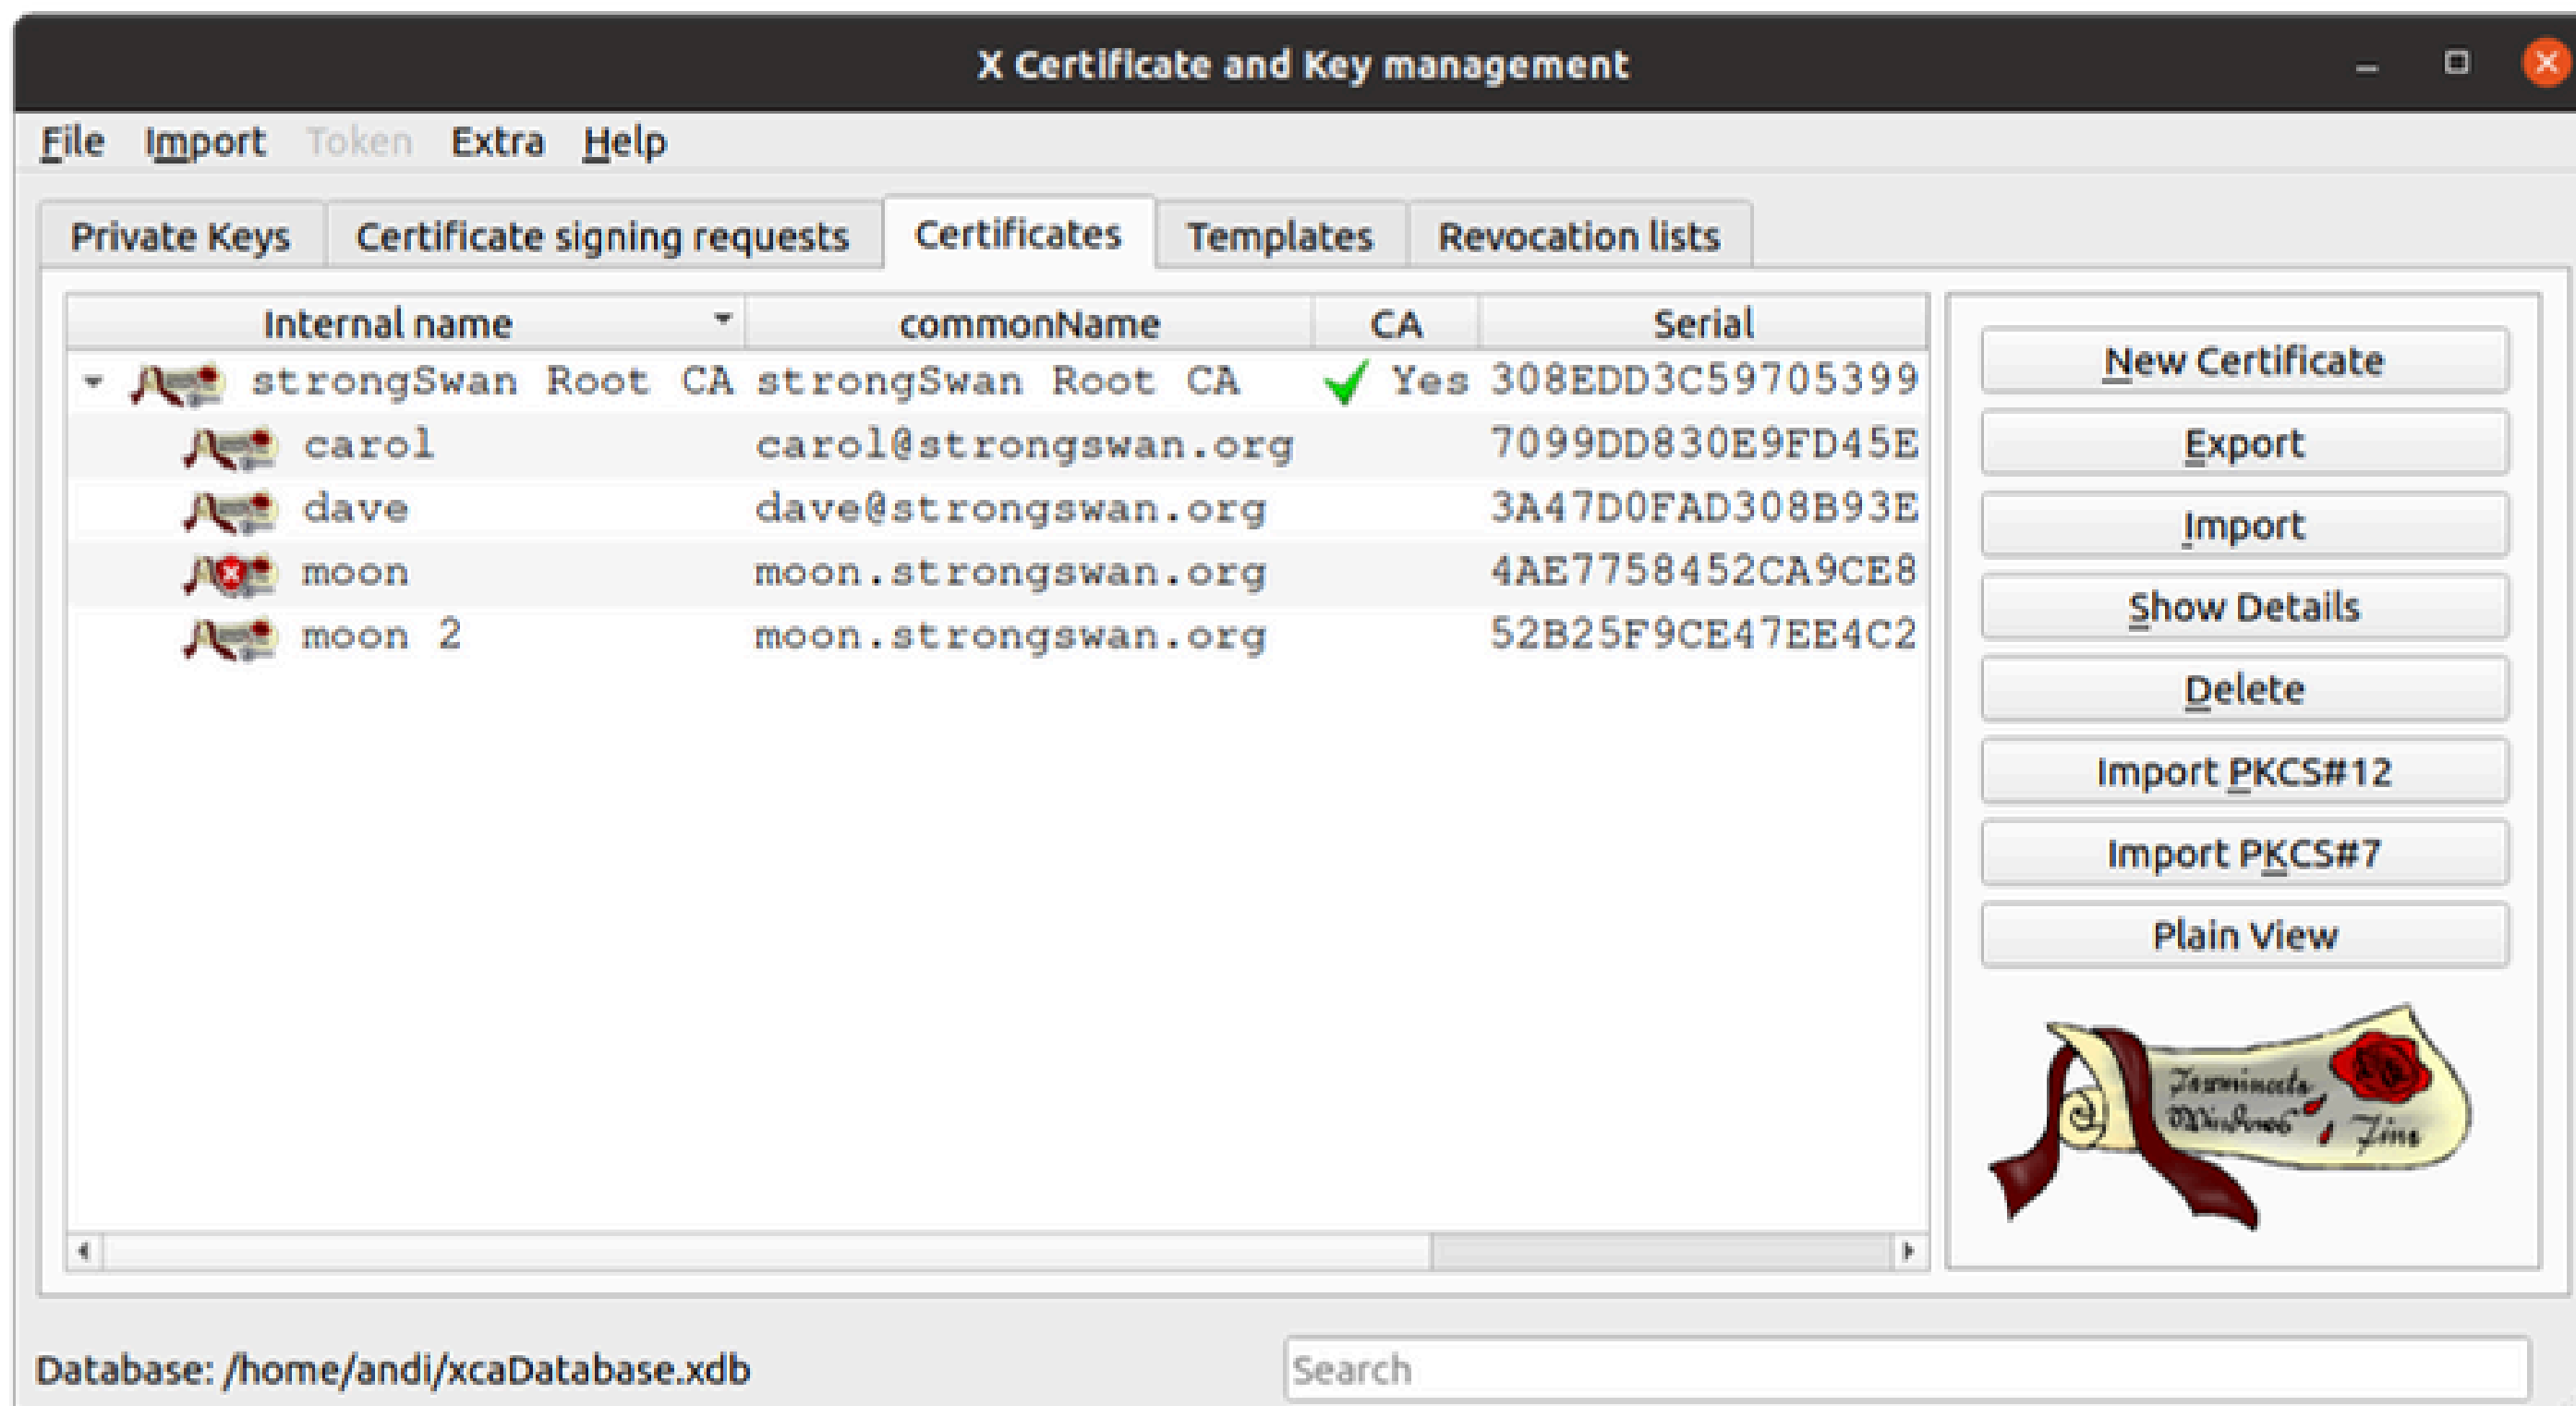 X Certificate and Key management
File Import Token Extra Help
Private Keys Certificate signing requests Certificates Templates Revocation lists
Internal name commonName CA Serial
strongSwan Root CA strongSwan Root CA Yes 308EDD3C59705399
carol carol@strongswan.org 7099DD830E9FD45E
dave dave@strongswan.org 3A47D0FAD308B93E
moon moon.strongswan.org 4AE7758452CA9CE8
moon 2 moon.strongswan.org 52B25F9CE47EE4C2
New Certificate
Export
Import
Show Details
Delete
Import PKCS#12
Import PKCS#7
Plain View
Database: /home/andi/xcaDatabase.xdb
Search